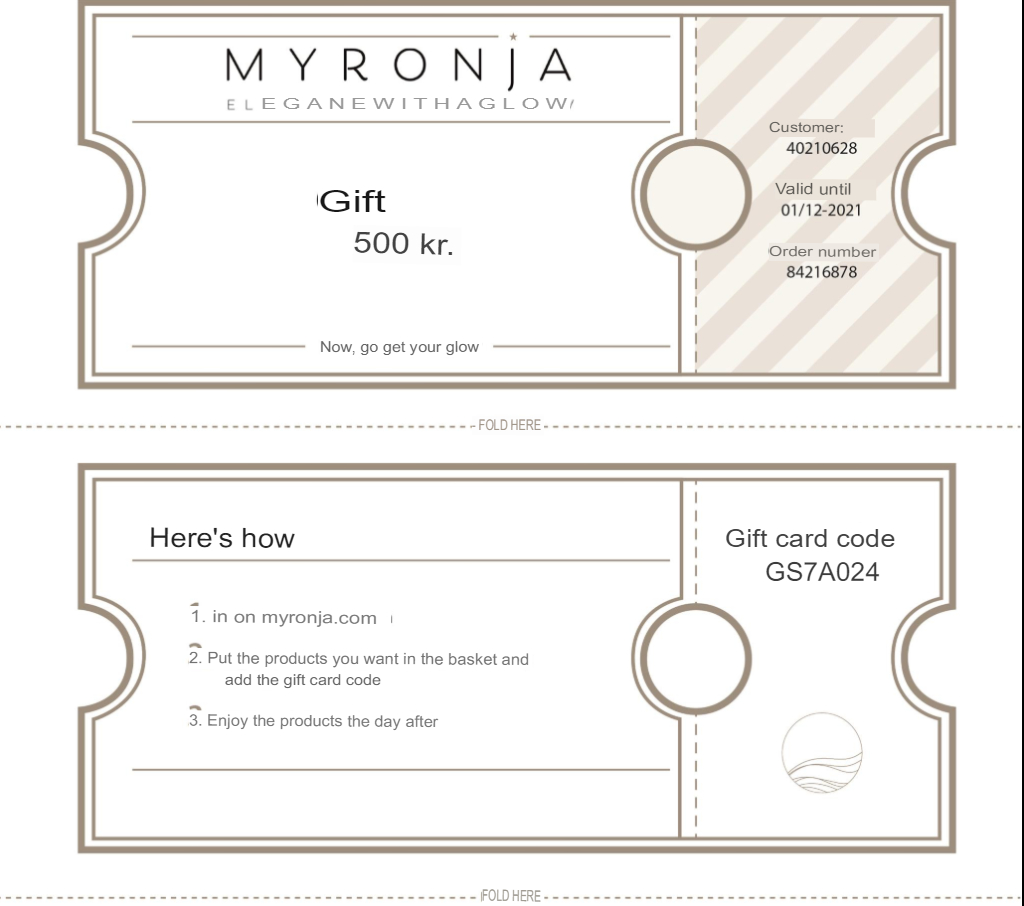 MYRONJA
ELEGANEWITHAGLOW
Gift
500 kr.
Now, go get your glow
Customer:
40210628
Valid until
01/12-2021
Order number
84216878
FOLD HERE
Here's how
1. in on myronja.com
2. Put the products you want in the basket and
add the gift card code
3. Enjoy the products the day after
Gift card code
GS7A024
FOLD HERE